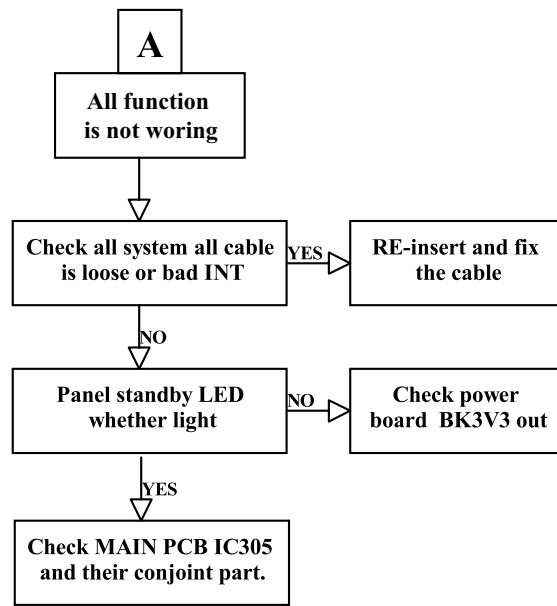 A
All function
is not woring
Check all system all cable
is loose or bad INT
YES
RE-insert and fix
the cable
NO
Panel standby LED
whether light
NO
Check power
board BK3V3 out
YES
Check MAIN PCB IC305
and their conjoint part.